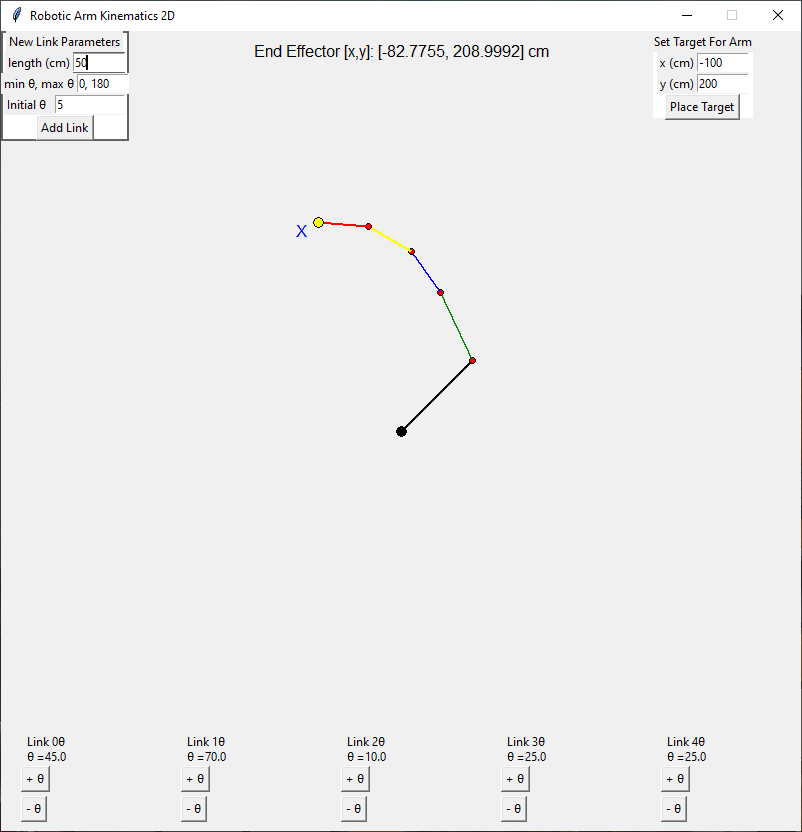 Robotic Arm Kinematics 2D
New Link Parameters
length (cm) 50
min θ, max θ 0, 180
Initial θ 5
Add Link
End Effector [x,y]: [-82.7755, 208.9992] cm
Set Target For Arm
x (cm) -100
y (cm) 200
Place Target
X
Link 0θ
θ =45.0
+ θ
- θ
Link 1θ
θ =70.0
+ θ
- θ
Link 2θ
θ =10.0
+ θ
- θ
Link 3θ
θ =25.0
+ θ
- θ
Link 4θ
θ =25.0
+ θ
- θ